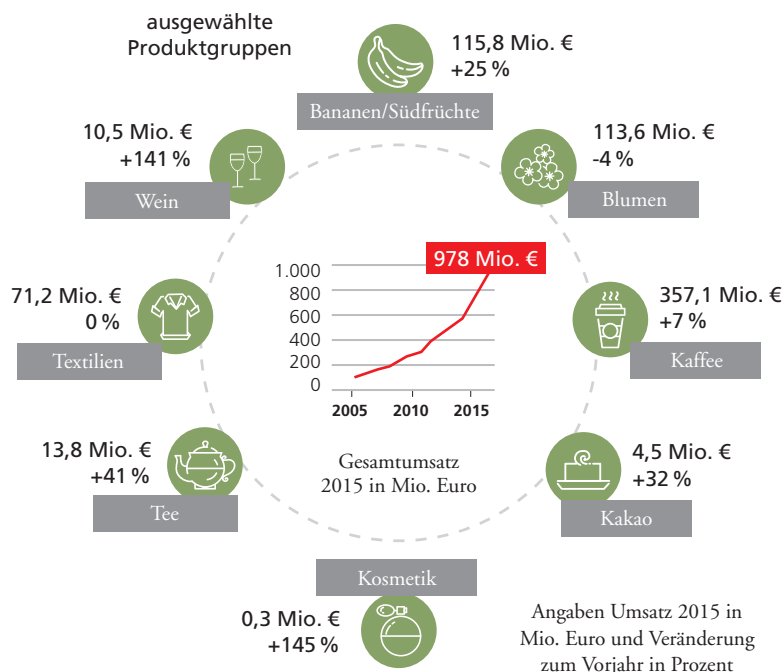 ausgewählte
Produktgruppen
115,8 Mio. €
+25 %
Bananen/Südfrüchte
10,5 Mio. €
+141 %
Wein
113,6 Mio. €
-4 %
Blumen
71,2 Mio. €
0 %
Textilien
978 Mio. €
1.000
800
600
400
200
0
2005
2010
2015
Gesamtumsatz
2015 in Mio. Euro
357,1 Mio. €
+7 %
Kaffee
13,8 Mio. €
+41 %
Tee
4,5 Mio. €
+32 %
Kakao
Kosmetik
0,3 Mio. €
+145 %
Angaben Umsatz 2015 in
Mio. Euro und Veränderung
zum Vorjahr in Prozent